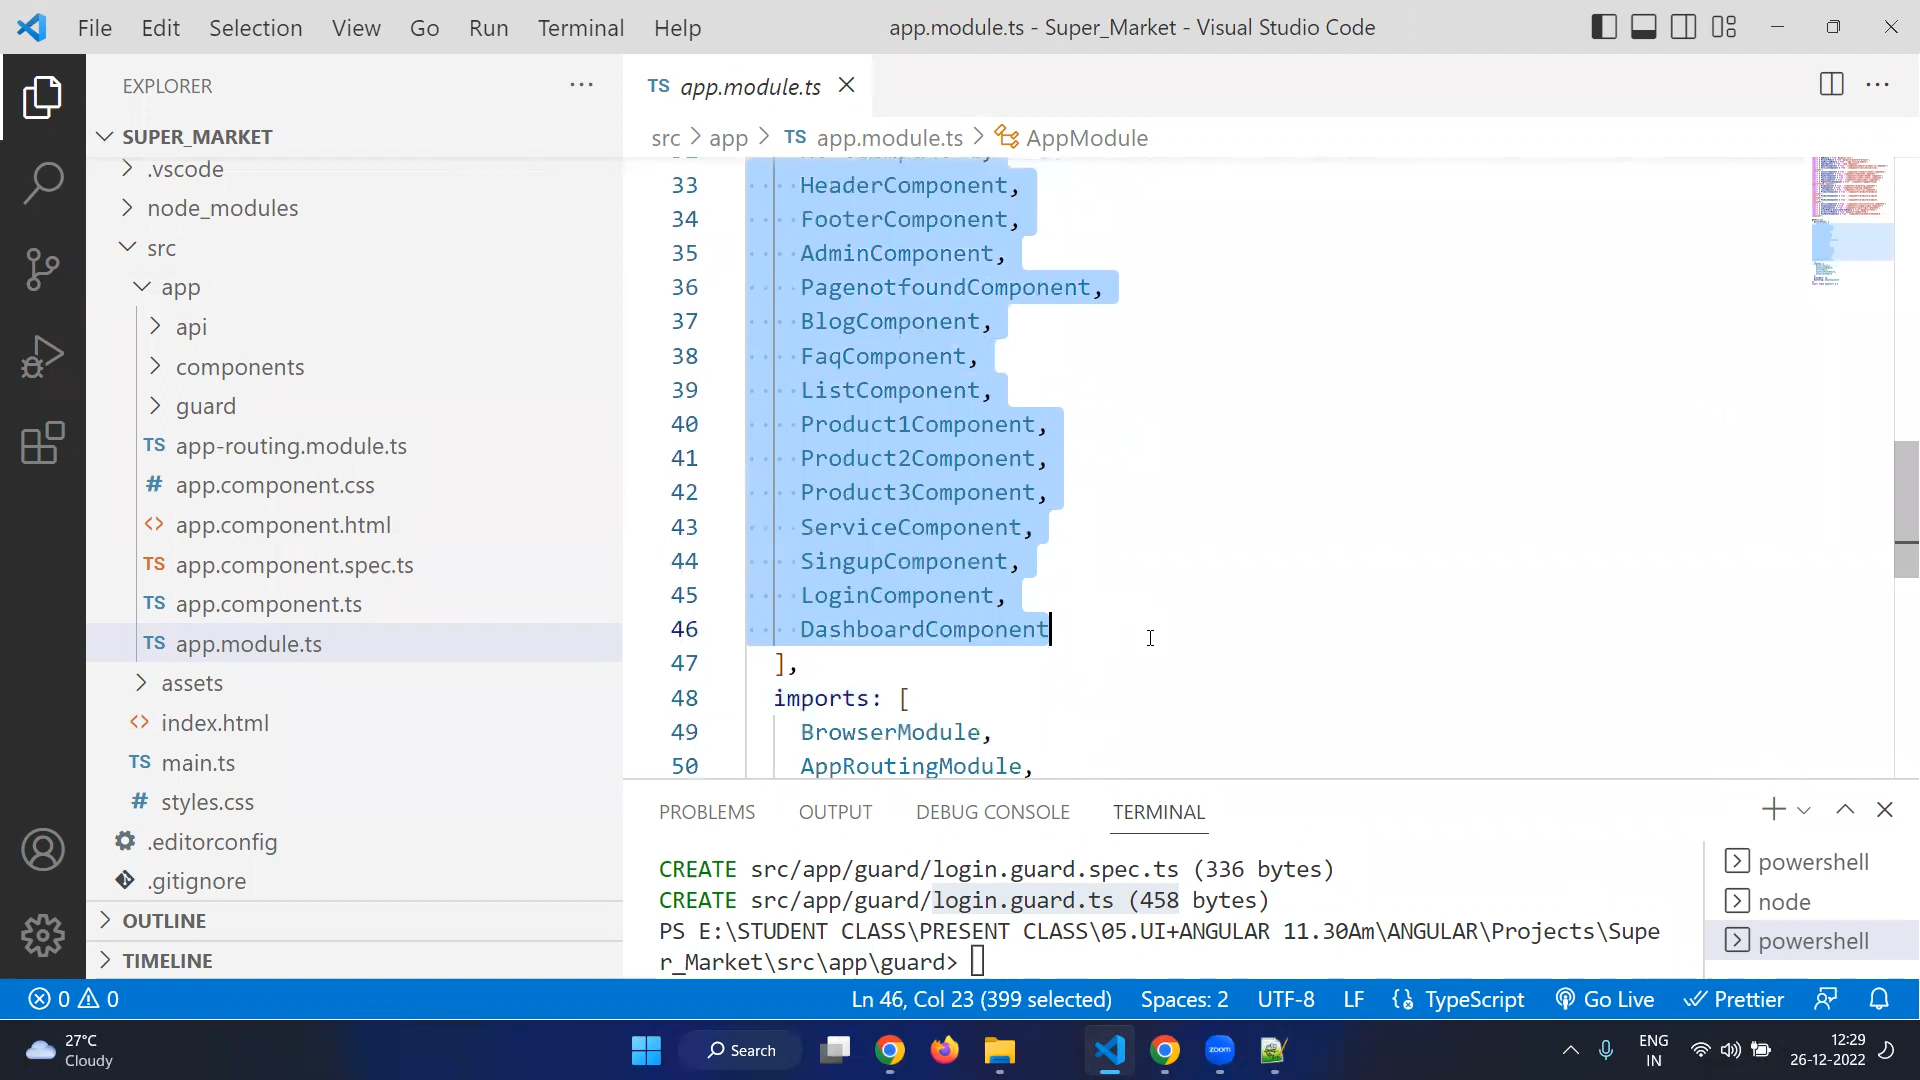 File Edit Selection View Go Run Terminal Help
app.module.ts - Super_Market - Visual Studio Code
EXPLORER
SUPER_MARKET
.vscode
node_modules
src
app
api
components
guard
TS app-routing.module.ts
# app.component.css
<> app.component.html
TS app.component.spec.ts
TS app.component.ts
TS app.module.ts
assets
<> index.html
TS main.ts
# styles.css
.editorconfig
.gitignore
OUTLINE
TIMELINE
TS app.module.ts
src > app > TS app.module.ts > AppModule
33 HeaderComponent,
34 FooterComponent,
35 AdminComponent,
36 PagenotfoundComponent,
37 BlogComponent,
38 FaqComponent,
39 ListComponent,
40 Product1Component,
41 Product2Component,
42 Product3Component,
43 ServiceComponent,
44 SingupComponent,
45 LoginComponent,
46 DashboardComponent
47 ],
48 imports: [
49 BrowserModule,
50 AppRoutingModule,
PROBLEMS OUTPUT DEBUG CONSOLE TERMINAL
CREATE src/app/guard/login.guard.spec.ts (336 bytes)
CREATE src/app/guard/login.guard.ts (458 bytes)
PS E:\STUDENT CLASS\PRESENT CLASS\05.UI+ANGULAR 11.30Am\ANGULAR\Projects\Supe
r_Market\src\app\guard>
powershell
node
powershell
0 0
Ln 46, Col 23 (399 selected) Spaces: 2 UTF-8 LF TypeScript Go Live Prettier
27°C
Cloudy
Search
zoom
ENG
IN
12:29
26-12-2022